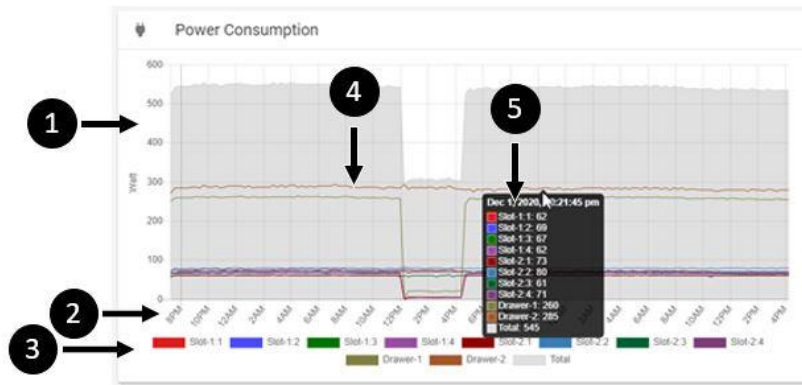 Power Consumption
600
500
400
300
200
100
0
Watt
1
2
3
4
5
Dec 1, 2020, 0:21:45 pm
Slot-1:1: 62
Slot-1:2: 69
Slot-1:3: 67
Slot-1:4: 62
Slot-2:1: 73
Slot-2:2: 80
Slot-2:3: 61
Slot-2:4: 71
Drawer-1: 260
Drawer-2: 285
Total: 545
8PM 10PM 12AM 2AM 4AM 6AM 8AM 10AM 12PM 2PM 4PM 6PM 4AM 6AM 8AM 10AM 12PM 2PM 4PM
Slot-1:1 Slot-1:2 Slot-1:3 Slot-1:4 Slot-2:1 Slot-2:2 Slot-2:3 Slot-2:4
Drawer-1 Drawer-2 Total